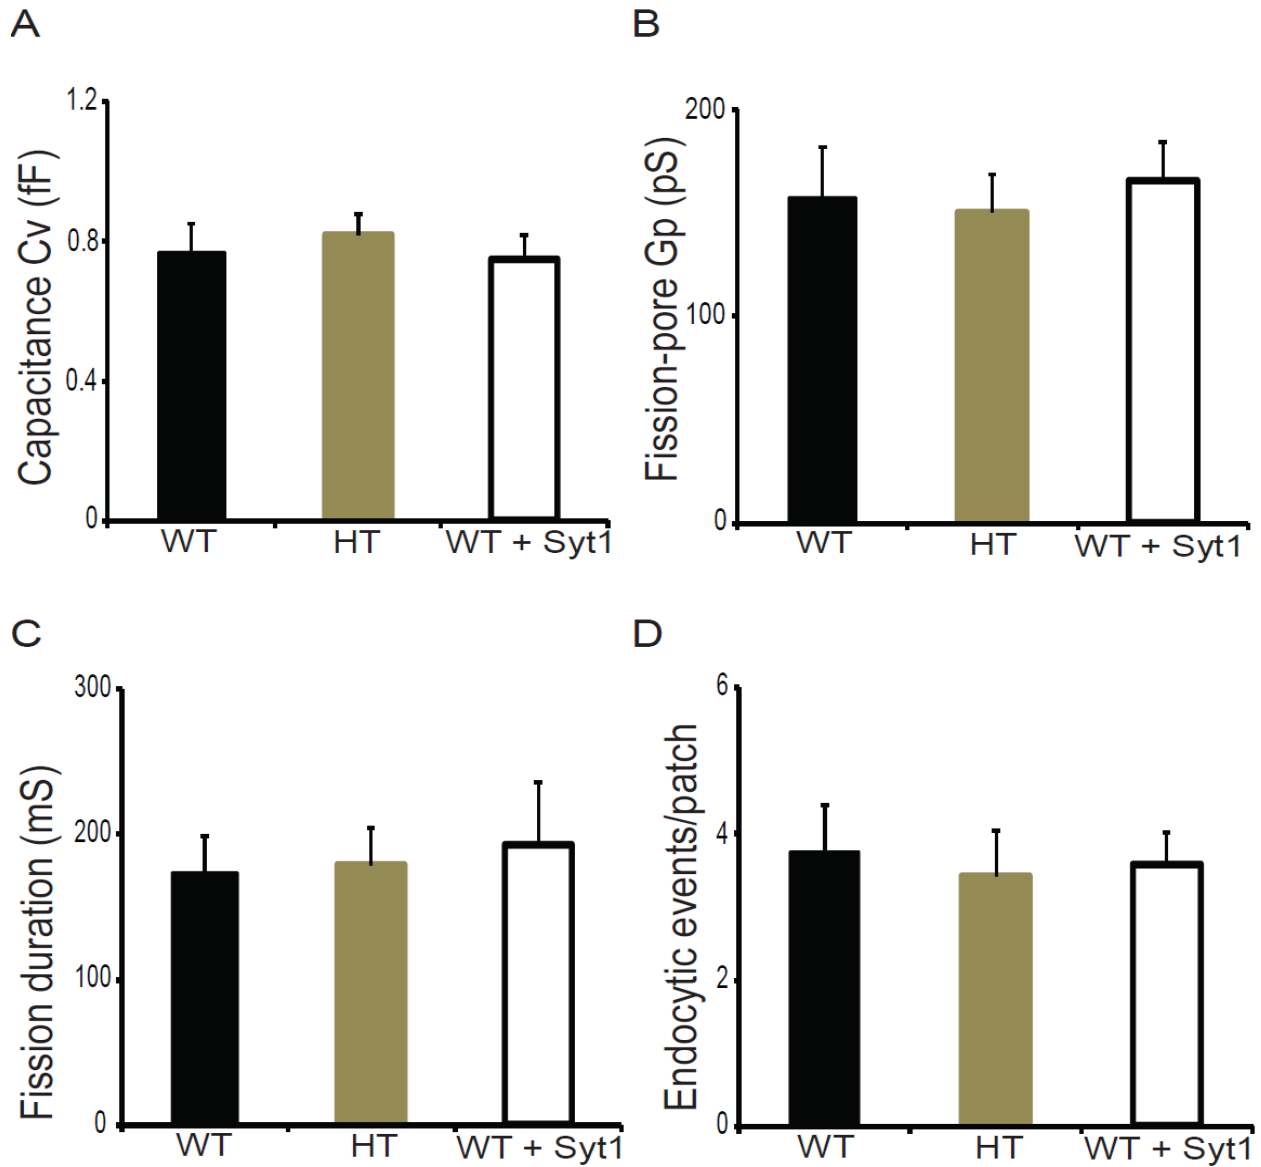 A
Capacitance Cv (fF)
1.2
0.8
0.4
0
WT HT WT + Syt1
B
Fission-pore Gp (pS)
200
100
0
WT HT WT + Syt1
C
Fission duration (mS)
300
200
100
0
WT HT WT + Syt1
D
Endocytic events/patch
6
4
2
0
WT HT WT + Syt1